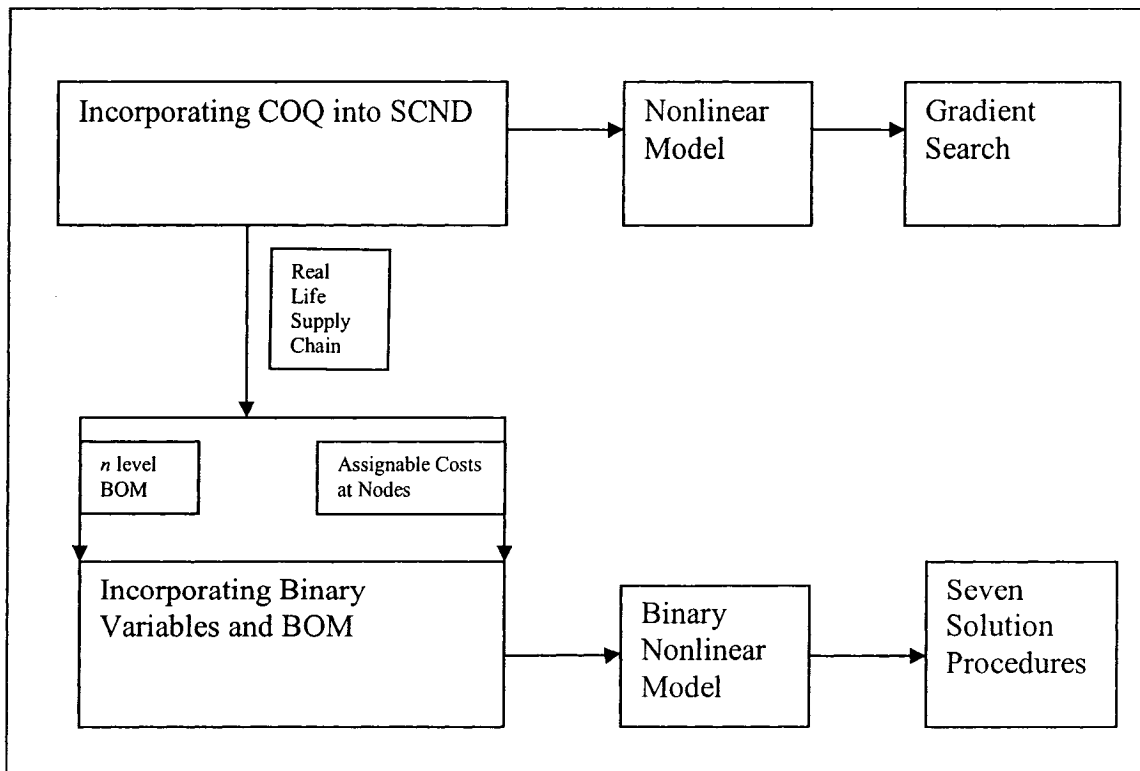 Incorporating COQ into SCND
Nonlinear
Model
Gradient
Search
Real
Life
Supply
Chain
n level
BOM
Assignable Costs
at Nodes
Incorporating Binary
Variables and BOM
Binary
Nonlinear
Model
Seven
Solution
Procedures